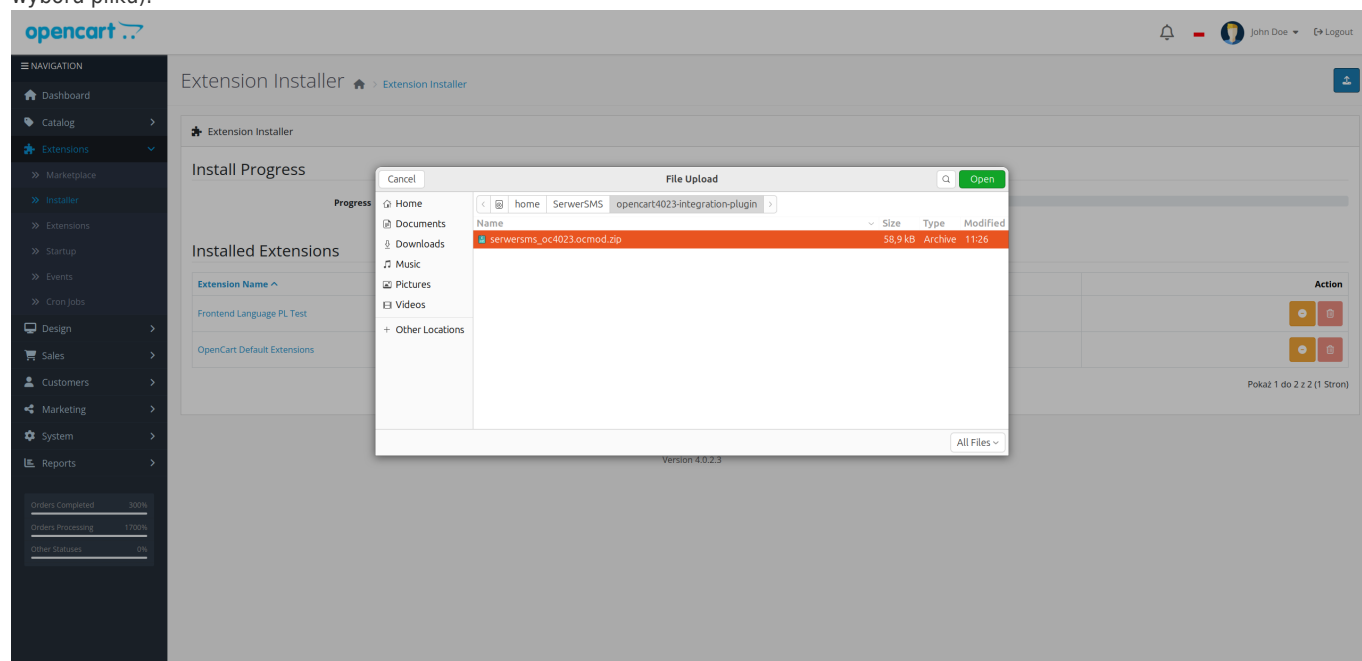 wyboru pliku).
opencart
John Doe
Logout
NAVIGATION
Dashboard
Catalog
Extensions
Marketplace
Installer
Extensions
Startup
Events
Cron Jobs
Design
Sales
Customers
Marketing
System
Reports
Orders Completed 300%
Orders Processing 1700%
Other Statuses 0%
Extension Installer > Extension Installer
Extension Installer
Install Progress
Progress
Installed Extensions
Extension Name
Action
Frontend Language PL Test
OpenCart Default Extensions
Pokaż 1 do 2 z 2 (1 Stron)
Cancel
File Upload
Open
Home
Documents
Downloads
Music
Pictures
Videos
+ Other Locations
home SerwerSMS opencart4023-integration-plugin
Name Size Type Modified
serwersms_oc4023.ocmod.zip 58,9 kB Archive 11:26
All Files
Version 4.0.2.3